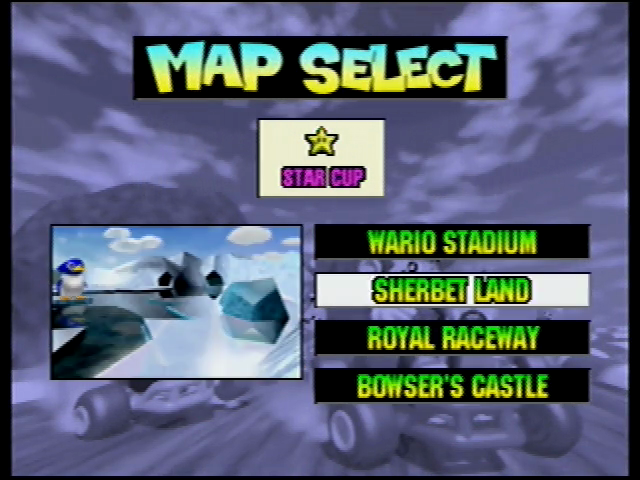 MAP SELECT
STAR CUP
WARIO STADIUM
SHERBET LAND
ROYAL RACEWAY
BOWSER'S CASTLE